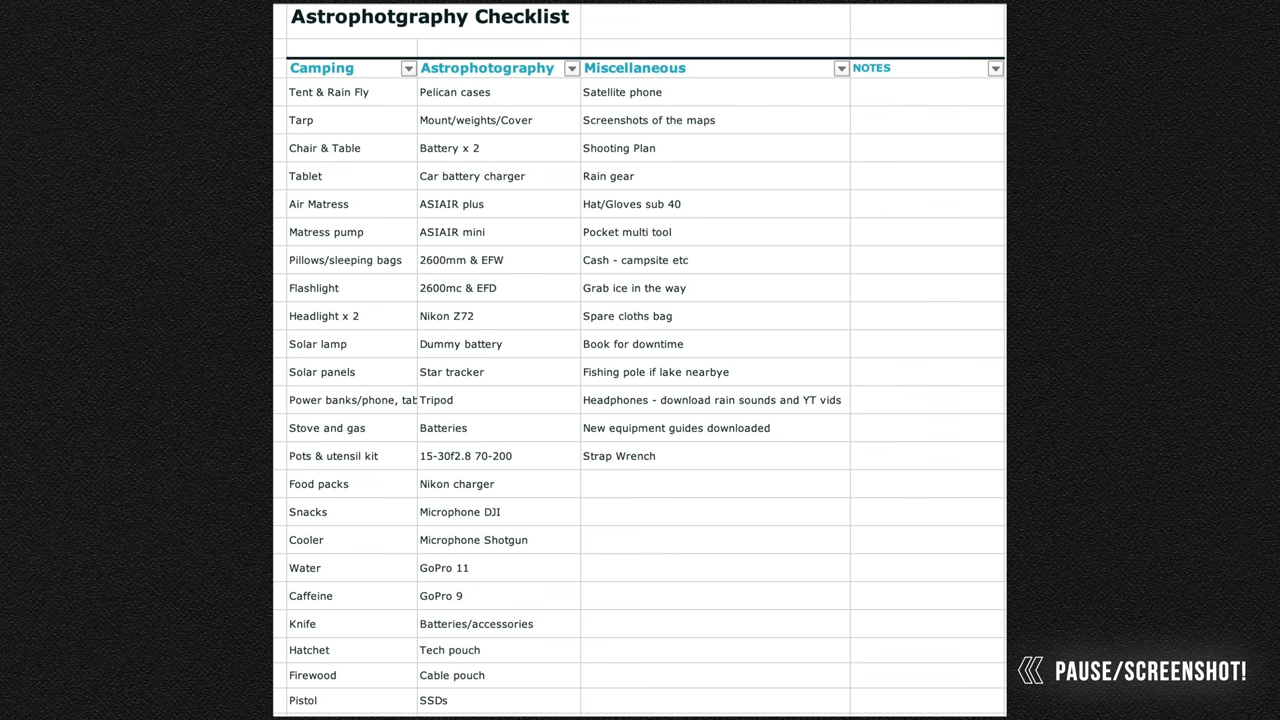 Astrophotgraphy Checklist
Camping Astrophotography Miscellaneous NOTES
Tent & Rain Fly Pelican cases Satellite phone
Tarp Mount/weights/Cover Screenshots of the maps
Chair & Table Battery x 2 Shooting Plan
Tablet Car battery charger Rain gear
Air Matress ASIAIR plus Hat/Gloves sub 40
Matress pump ASIAIR mini Pocket multi tool
Pillows/sleeping bags 2600mm & EFW Cash - campsite etc
Flashlight 2600mc & EFD Grab ice in the way
Headlight x 2 Nikon Z72 Spare cloths bag
Solar lamp Dummy battery Book for downtime
Solar panels Star tracker Fishing pole if lake nearbye
Power banks/phone, tab Tripod Headphones - download rain sounds and YT vids
Stove and gas Batteries New equipment guides downloaded
Pots & utensil kit 15-30f2.8 70-200 Strap Wrench
Food packs Nikon charger
Snacks Microphone DJI
Cooler Microphone Shotgun
Water GoPro 11
Caffeine GoPro 9
Knife Batteries/accessories
Hatchet Tech pouch
Firewood Cable pouch
Pistol SSDs
PAUSE/SCREENSHOT!